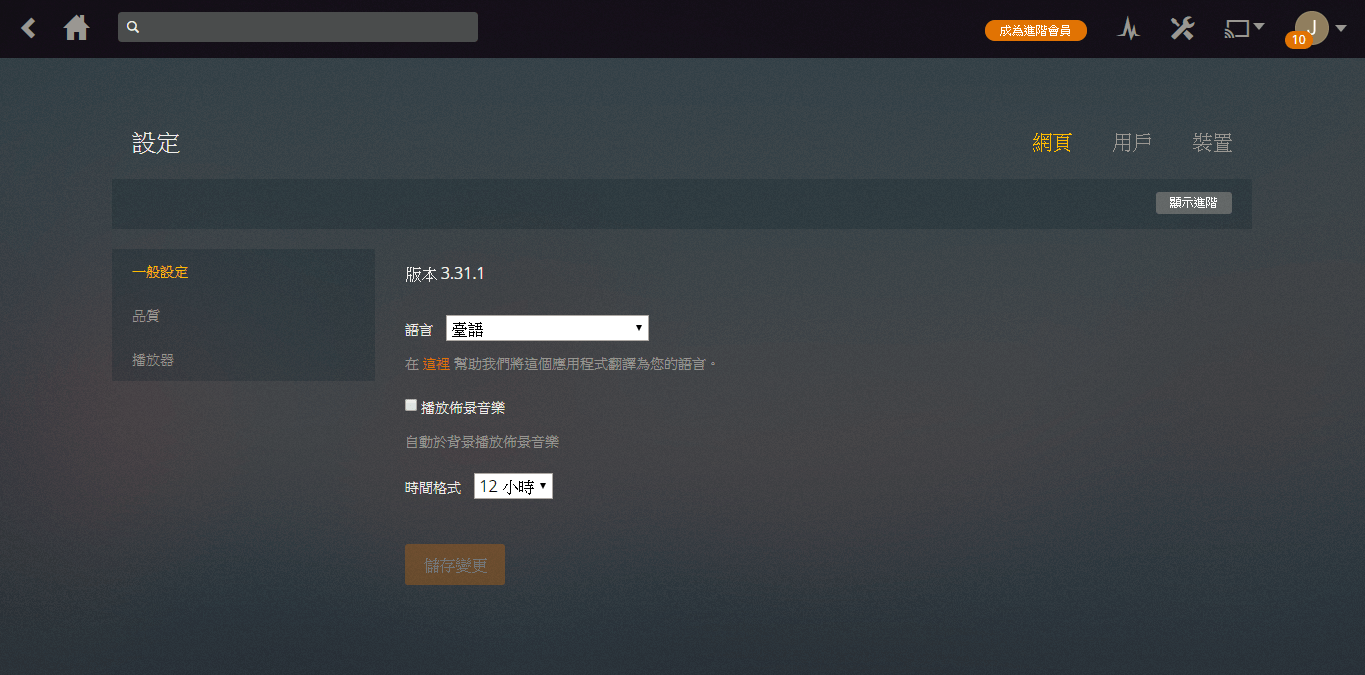 成為進階會員
J
10
設定
網頁 用戶 裝置
顯示進階
一般設定
品質
播放器
版本 3.31.1
語言 臺語
在 這裡 幫助我們將這個應用程式翻譯為您的語言。
播放佈景音樂
自動於背景播放佈景音樂
時間格式 12 小時
儲存變更